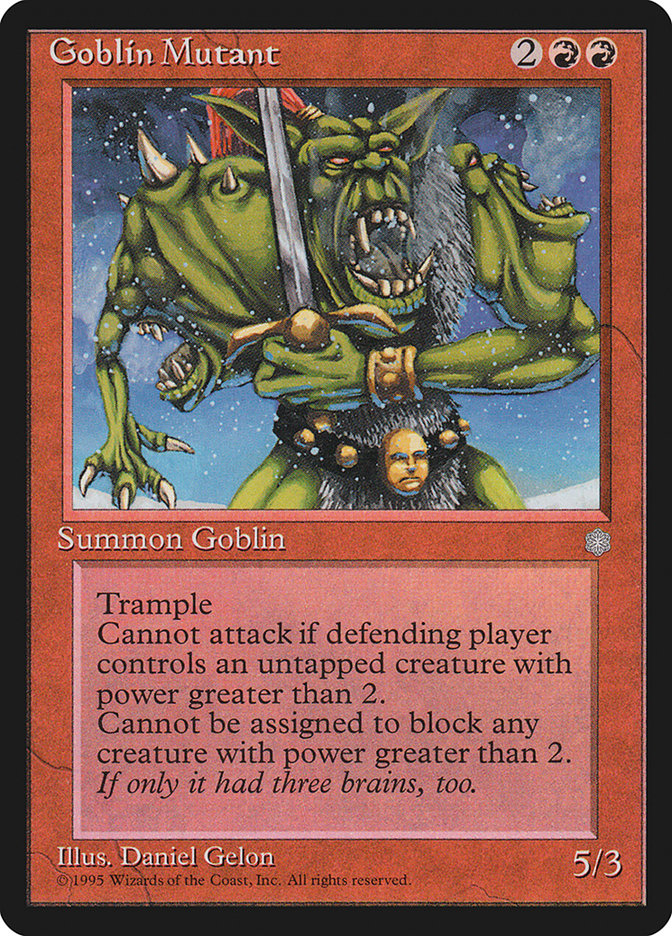 Goblin Mutant 2
Summon Goblin
Trample
Cannot attack if defending player
controls an untapped creature with
power greater than 2.
Cannot be assigned to block any
creature with power greater than 2.
If only it had three brains, too.
Illus. Daniel Gelon
5/3
© 1995 Wizards of the Coast, Inc. All rights reserved.